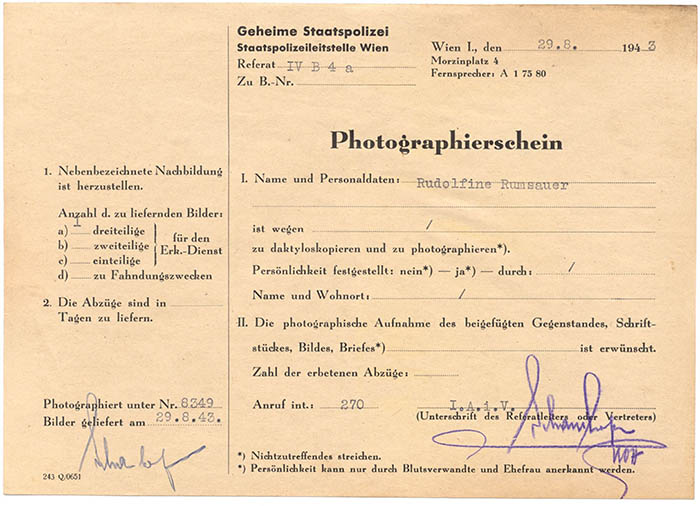 Geheime Staatspolizei
Staatspolizeileitstelle Wien
Referat IV B 4 a
Zu B.-Nr.
Wien I., den 29.8. 1943
Morzinplatz 4
Fernsprecher: A 1 75 80
Photographierschein
1. Nebenbezeichnete Nachbildung
ist herzustellen.
Anzahl d. zu liefernden Bilder:
a) 1 dreiteilige
b) zweiteilige
c) einteilige
für den
Erk.-Dienst
d) zu Fahndungszwecken
2. Die Abzüge sind in
Tagen zu liefern.
Photographiert unter Nr. 8349
Bilder geliefert am 29.8.43.
243 Q/0651
I. Name und Personaldaten: Rudolfine Rumsauer
ist wegen /
zu daktyloskopieren und zu photographieren*).
Persönlichkeit festgestellt: nein*) — ja*) — durch: /
Name und Wohnort: /
II. Die photographische Aufnahme des beigefügten Gegenstandes, Schrift-
stückes, Bildes, Briefes*) ist erwünscht.
Zahl der erbetenen Abzüge:
Anruf int.: 270 I.A.i.V.
(Unterschrift des Referatleiters oder Vertreters)
*) Nichtzutreffendes streichen.
*) Persönlichkeit kann nur durch Blutsverwandte und Ehefrau anerkannt werden.